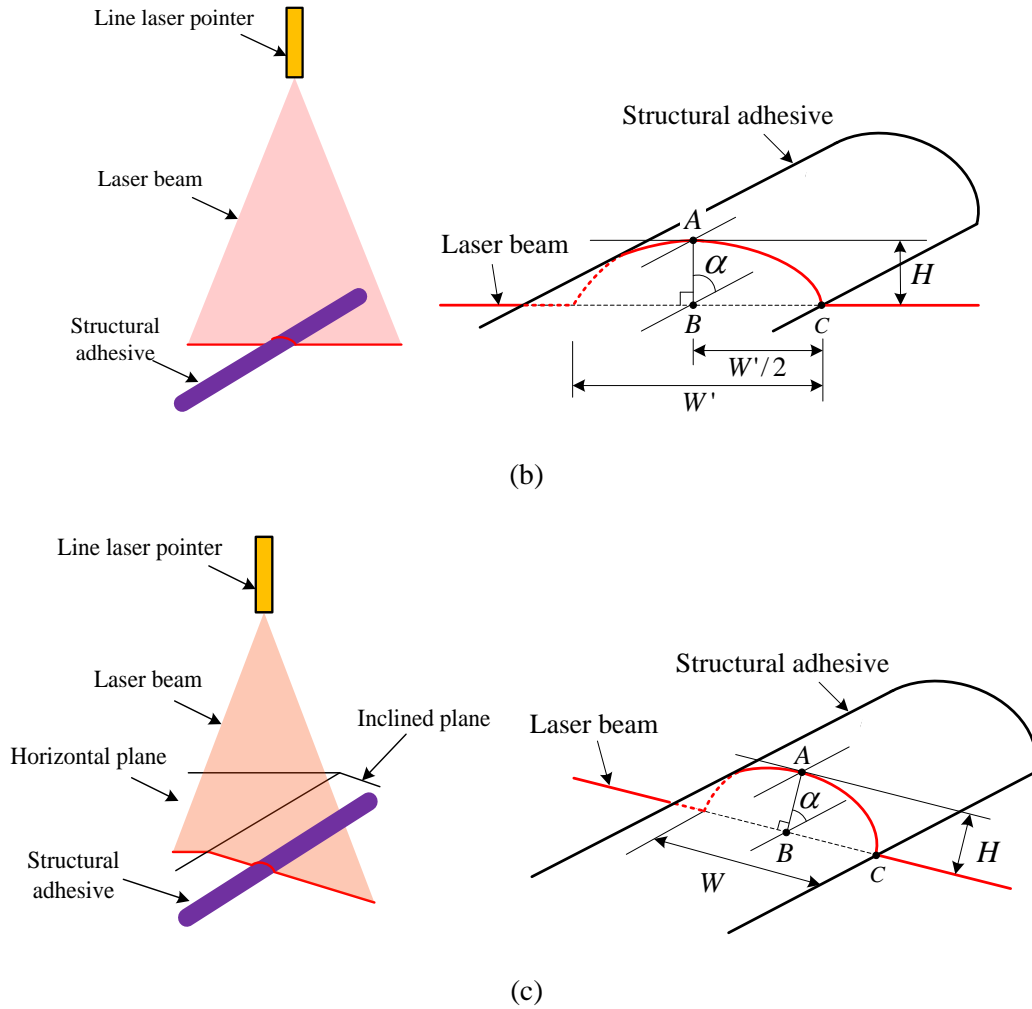 Line laser pointer
Laser beam
Structural
adhesive
Structural adhesive
Laser beam
A
α
H
B
C
W'/2
W'
(b)
Line laser pointer
Laser beam
Inclined plane
Horizontal plane
Structural
adhesive
Structural adhesive
Laser beam
A
α
B
H
C
W
(c)